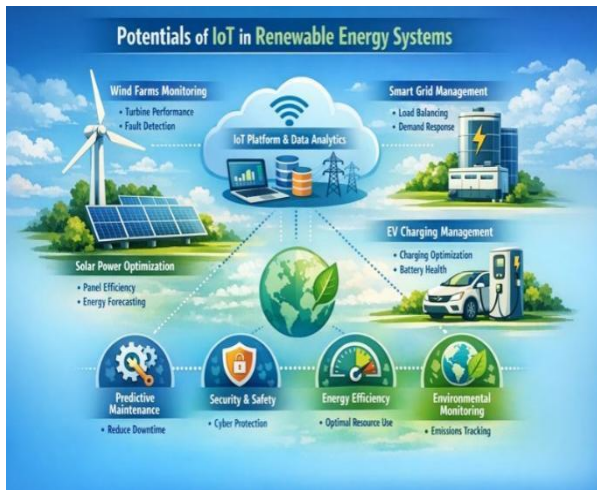 Potentials of IoT in Renewable Energy Systems
Wind Farms Monitoring
• Turbine Performance
• Fault Detection
IoT Platform & Data Analytics
Smart Grid Management
• Load Balancing
• Demand Response
Solar Power Optimization
• Panel Efficiency
• Energy Forecasting
EV Charging Management
• Charging Optimization
• Battery Health
Predictive
Maintenance
• Reduce Downtime
Security & Safety
• Cyber Protection
Energy Efficiency
• Optimal Resource Use
Environmental
Monitoring
• Emissions Tracking